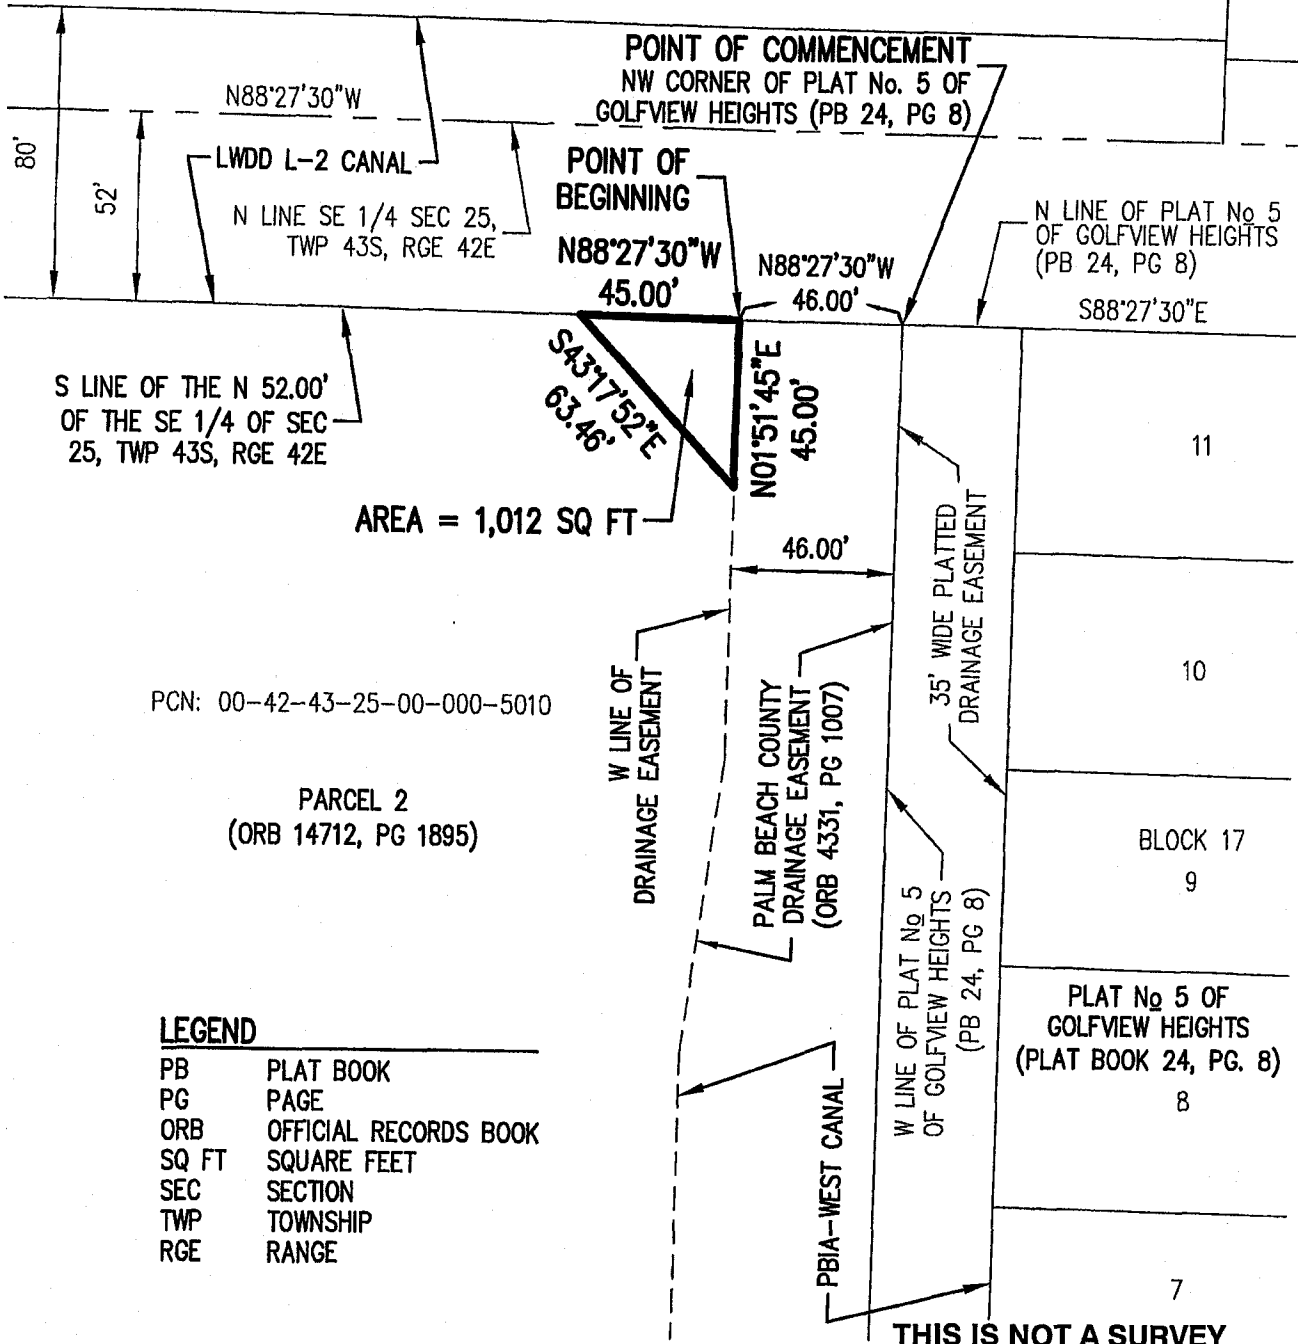 POINT OF COMMENCEMENT
NW CORNER OF PLAT No. 5 OF
GOLFVIEW HEIGHTS (PB 24, PG 8)
N88°27'30"W
80'
52'
LWDD L-2 CANAL
N LINE SE 1/4 SEC 25,
TWP 43S, RGE 42E
POINT OF
BEGINNING
N88°27'30"W
45.00'
N88°27'30"W
46.00'
N LINE OF PLAT No 5
OF GOLFVIEW HEIGHTS
(PB 24, PG 8)
S88°27'30"E
S LINE OF THE N 52.00'
OF THE SE 1/4 OF SEC
25, TWP 43S, RGE 42E
S43°17'52"E
63.46'
N01°51'45"E
45.00'
AREA = 1,012 SQ FT
46.00'
35' WIDE PLATTED
DRAINAGE EASEMENT
11
10
PCN: 00-42-43-25-00-000-5010
W LINE OF
DRAINAGE EASEMENT
PALM BEACH COUNTY
DRAINAGE EASEMENT
(ORB 4331, PG 1007)
PARCEL 2
(ORB 14712, PG 1895)
BLOCK 17
9
W LINE OF PLAT No 5
OF GOLFVIEW HEIGHTS
(PB 24, PG 8)
PLAT No 5 OF
GOLFVIEW HEIGHTS
(PLAT BOOK 24, PG. 8)
8
LEGEND
PB PLAT BOOK
PG PAGE
ORB OFFICIAL RECORDS BOOK
SQ FT SQUARE FEET
SEC SECTION
TWP TOWNSHIP
RGE RANGE
PBIA-WEST CANAL
7
THIS IS NOT A SURVEY